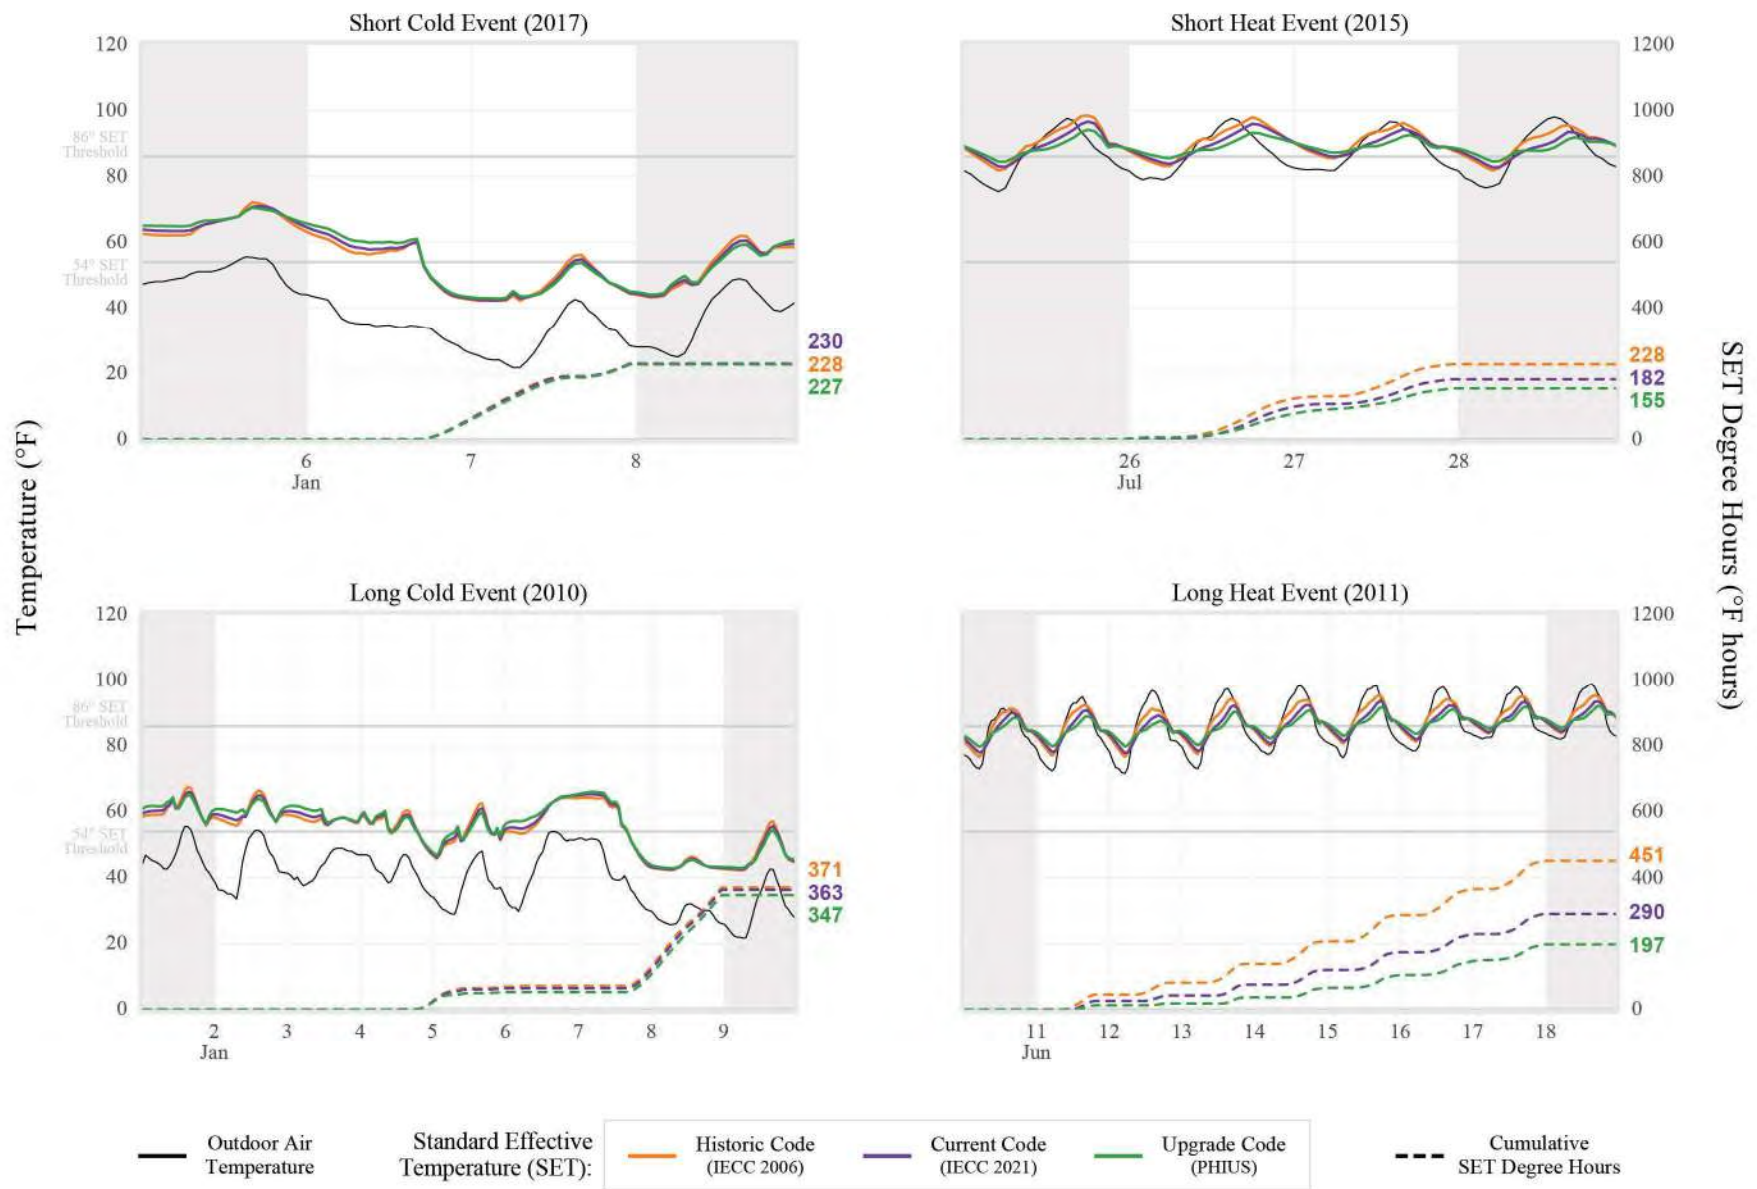 Short Cold Event (2017)
Short Heat Event (2015)
120
100
86° SET
Threshold
80
60
54° SET
Threshold
40
20
0
230
228
227
6
Jan
7
8
1200
1000
800
600
400
0
228
182
155
26
Jul
27
28
Temperature (°F)
SET Degree Hours (°F hours)
Long Cold Event (2010)
Long Heat Event (2011)
120
100
86° SET
Threshold
80
60
54° SET
Threshold
40
20
0
371
363
347
2
Jan
3
4
5
6
7
8
9
1200
1000
800
600
400
0
451
290
197
11
Jun
12
13
14
15
16
17
18
Outdoor Air
Temperature
Standard Effective
Temperature (SET):
Historic Code
(IECC 2006)
Current Code
(IECC 2021)
Upgrade Code
(PHIUS)
Cumulative
SET Degree Hours